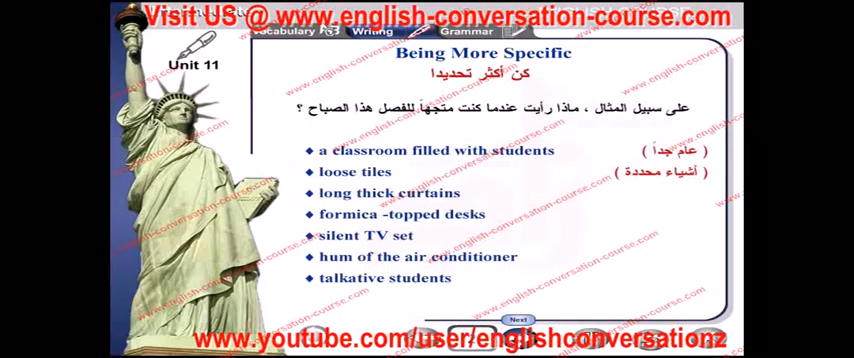 Visit US @ www.english-conversation-course.com
Vocabulary Writing Grammar
Unit 11
Being More Specific
كن أكثر تحديدا
على سبيل المثال ، ماذا رأيت عندما كنت متجهاً للفصل هذا الصباح ؟
◆ a classroom filled with students ( عام جداً )
◆ loose tiles ( أشياء محددة )
◆ long thick curtains
◆ formica -topped desks
◆ silent TV set
◆ hum of the air conditioner
◆ talkative students
Next
www.youtube.com/user/englishconversationz